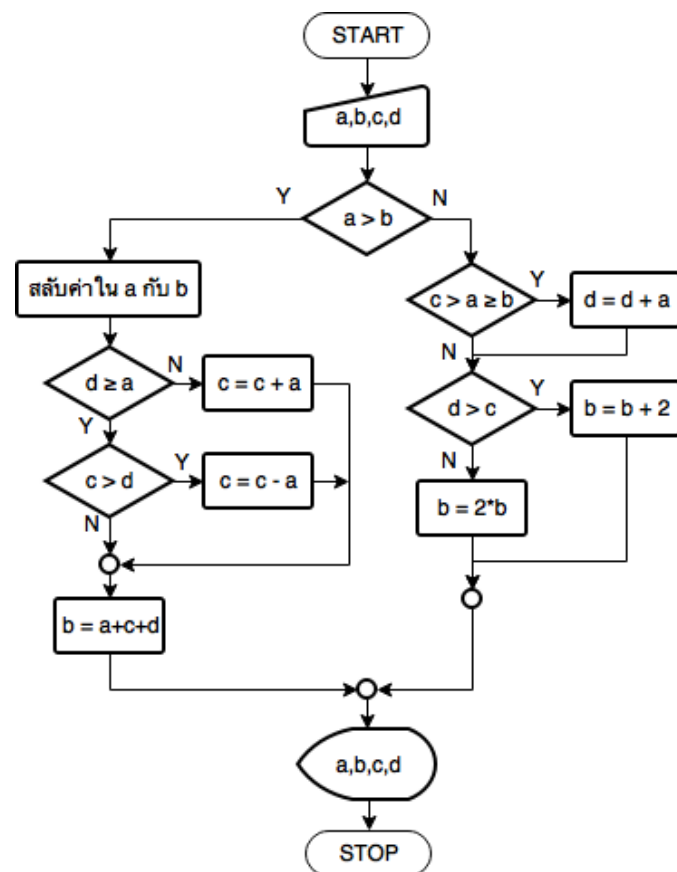 START
a,b,c,d
a > b
Y
N
สลับค่าใน a กับ b
c > a ≥ b
Y
d = d + a
N
d ≥ a
N
c = c + a
Y
d > c
Y
b = b + 2
N
c > d
Y
c = c - a
N
b = 2*b
b = a+c+d
a,b,c,d
STOP